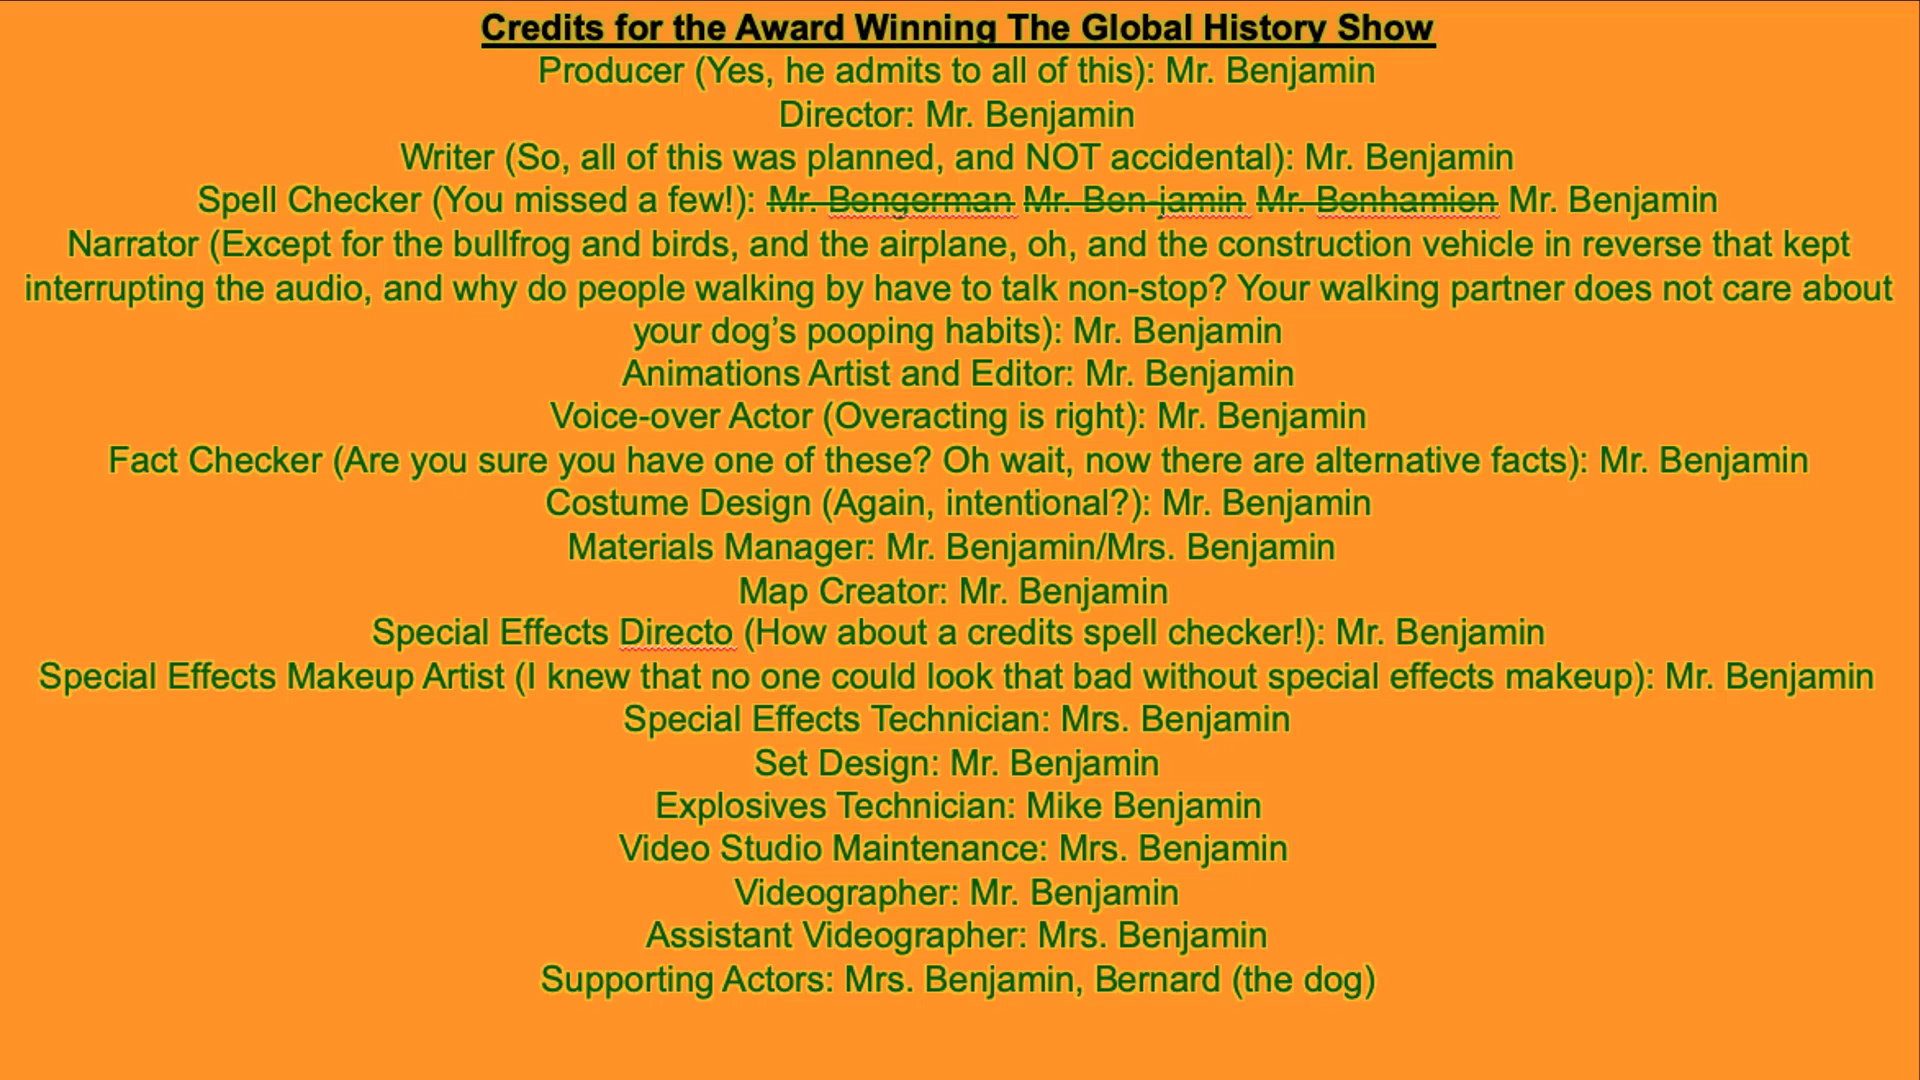 Credits for the Award Winning The Global History Show
Producer (Yes, he admits to all of this): Mr. Benjamin
Director: Mr. Benjamin
Writer (So, all of this was planned, and NOT accidental): Mr. Benjamin
Spell Checker (You missed a few!): Mr. Bengerman Mr. Ben-jamin Mr. Benhamien Mr. Benjamin
Narrator (Except for the bullfrog and birds, and the airplane, oh, and the construction vehicle in reverse that kept
interrupting the audio, and why do people walking by have to talk non-stop? Your walking partner does not care about
your dog’s pooping habits): Mr. Benjamin
Animations Artist and Editor: Mr. Benjamin
Voice-over Actor (Overacting is right): Mr. Benjamin
Fact Checker (Are you sure you have one of these? Oh wait, now there are alternative facts): Mr. Benjamin
Costume Design (Again, intentional?): Mr. Benjamin
Materials Manager: Mr. Benjamin/Mrs. Benjamin
Map Creator: Mr. Benjamin
Special Effects Directo (How about a credits spell checker!): Mr. Benjamin
Special Effects Makeup Artist (I knew that no one could look that bad without special effects makeup): Mr. Benjamin
Special Effects Technician: Mrs. Benjamin
Set Design: Mr. Benjamin
Explosives Technician: Mike Benjamin
Video Studio Maintenance: Mrs. Benjamin
Videographer: Mr. Benjamin
Assistant Videographer: Mrs. Benjamin
Supporting Actors: Mrs. Benjamin, Bernard (the dog)